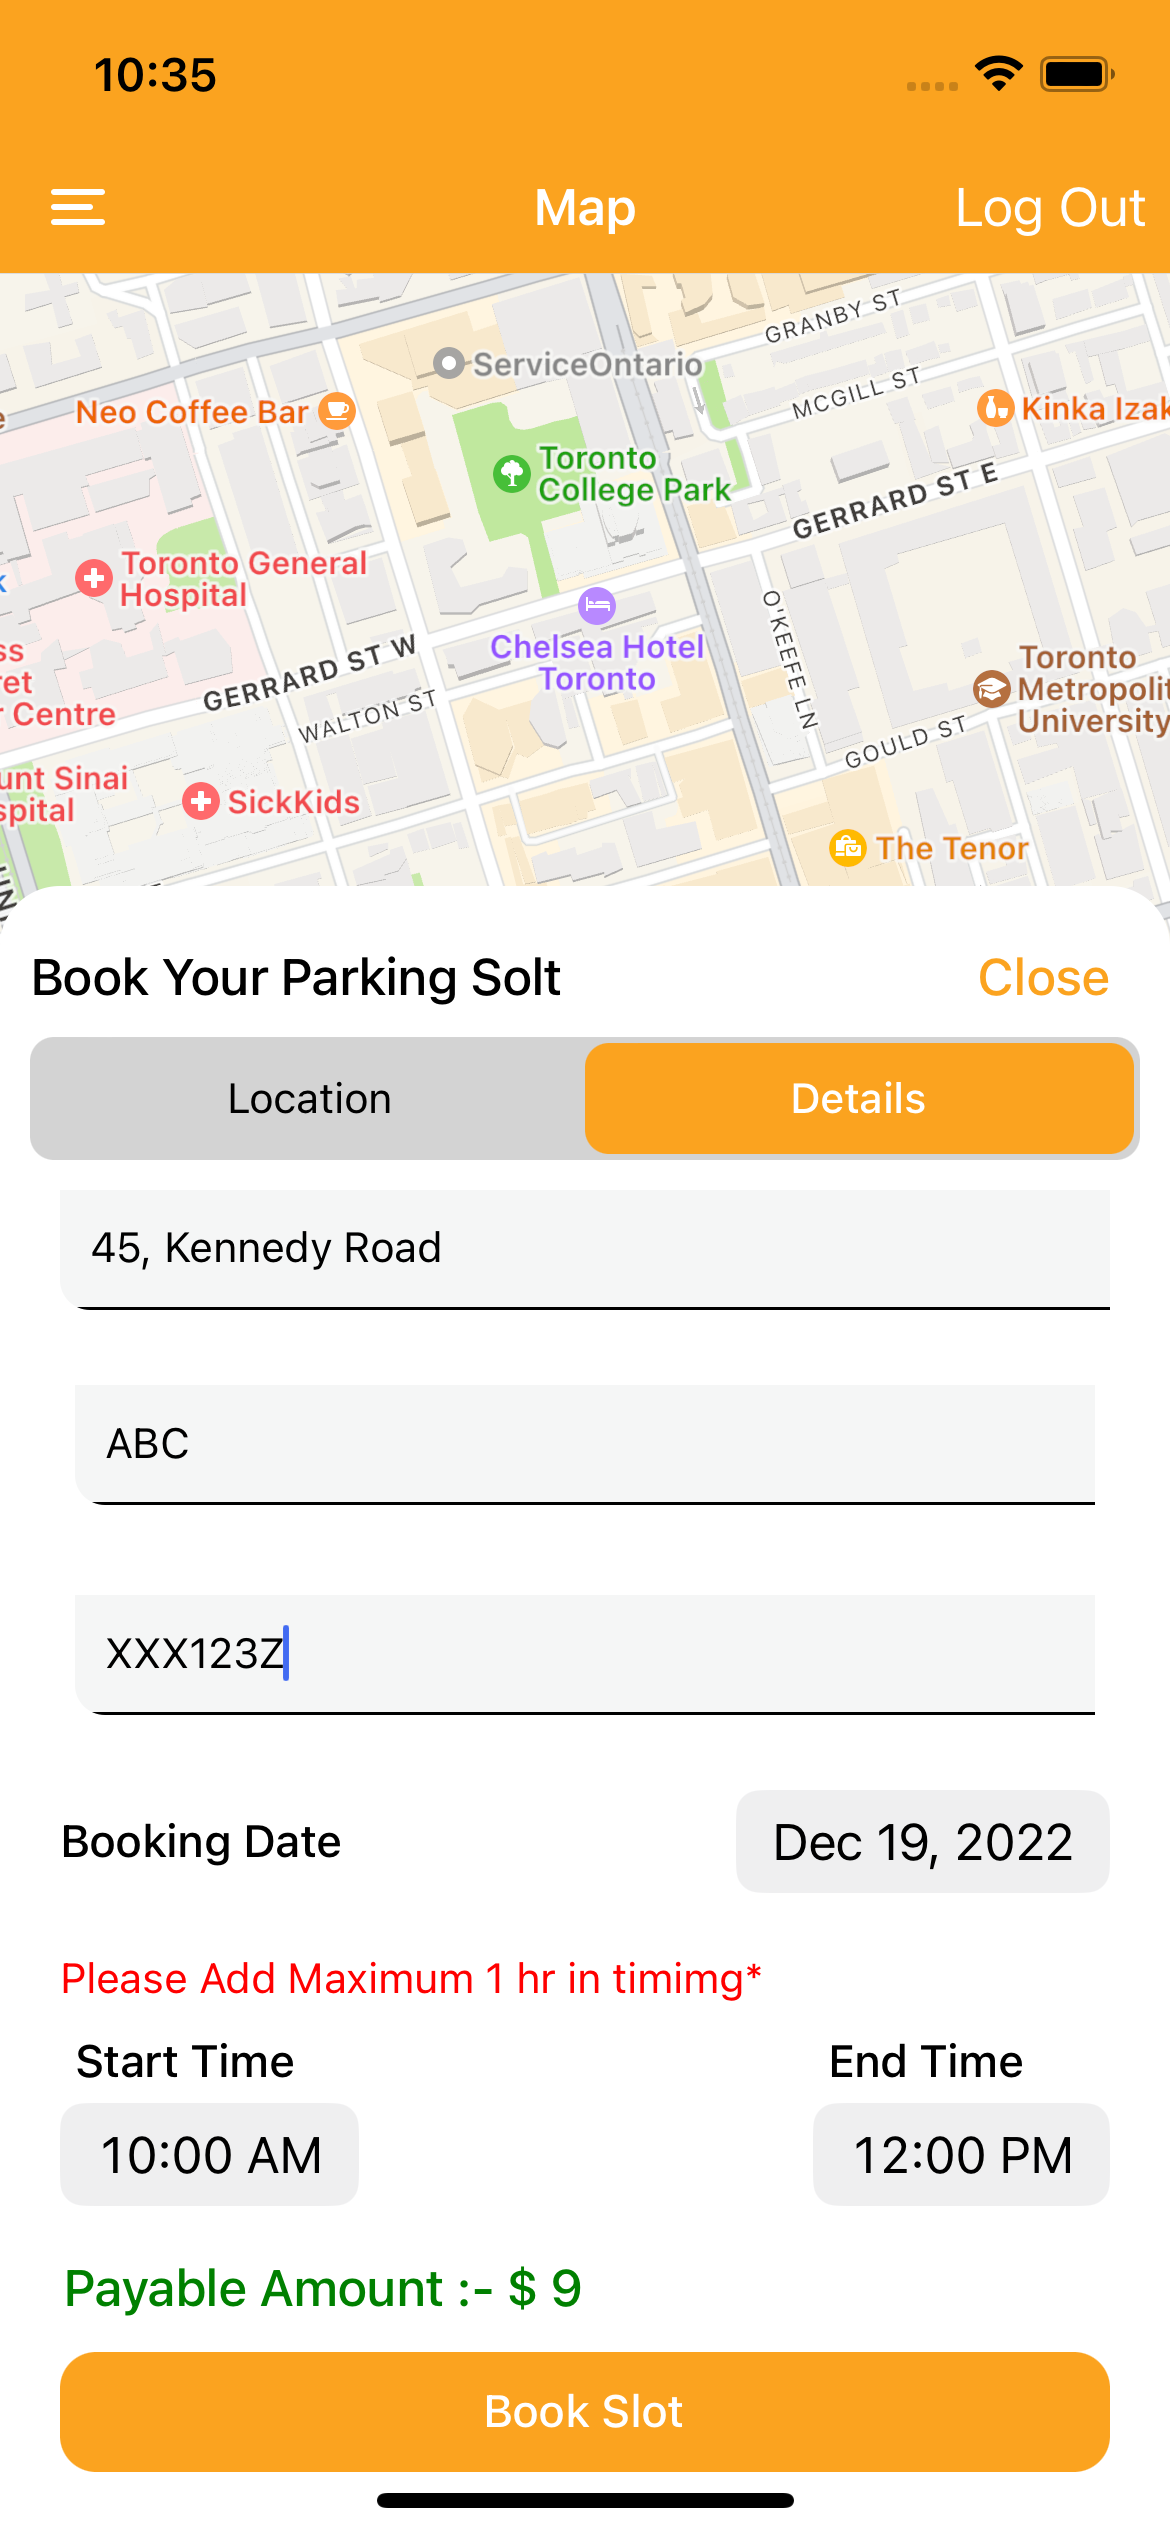 10:35
Map
Log Out
GRANBY ST
ServiceOntario
MCGILL ST
Neo Coffee Bar
Kinka Izak
Toronto
College Park
GERRARD ST E
Toronto General
Hospital
O'KEEFE LN
Chelsea Hotel
Toronto
GERRARD ST W
Toronto
Metropolit
University
ret
r Centre
WALTON ST
GOULD ST
unt Sinai
spital
SickKids
The Tenor
Book Your Parking Solt
Close
Location
Details
45, Kennedy Road
ABC
XXX123Z
Booking Date
Dec 19, 2022
Please Add Maximum 1 hr in timimg*
Start Time
End Time
10:00 AM
12:00 PM
Payable Amount :- $ 9
Book Slot